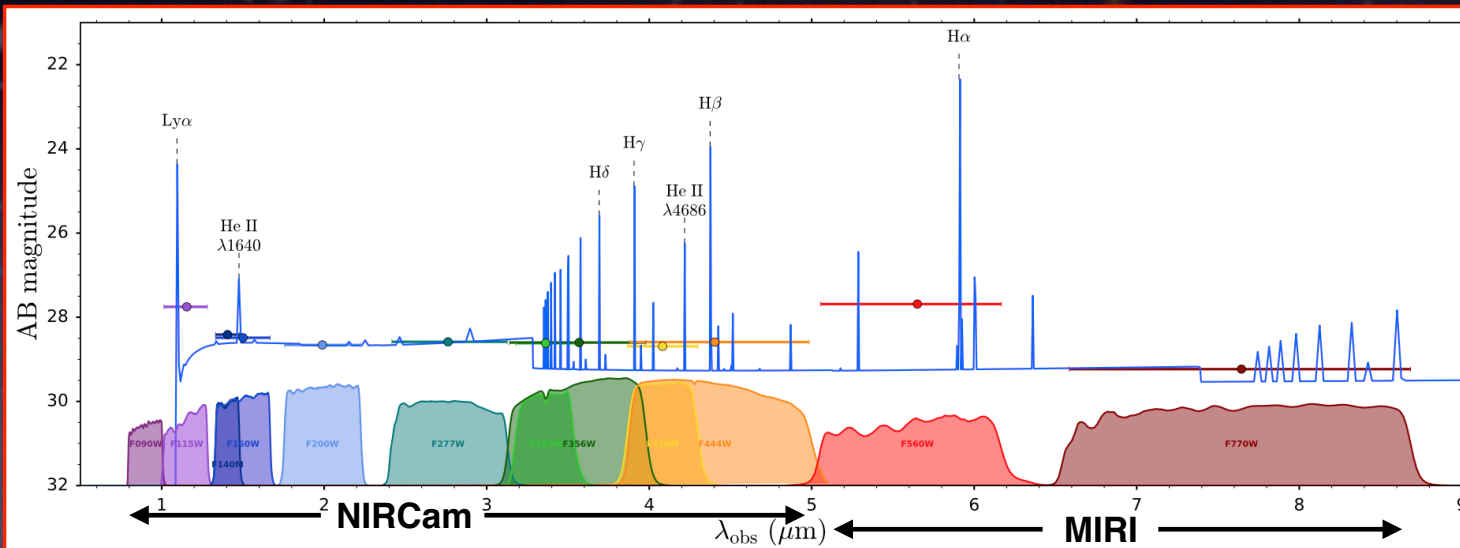 Hα
22
Hβ
24
Lyα
Hγ
Hδ
He II
λ4686
26
He II
λ1640
28
AB magnitude
30
F090W
F115W
F150W
F200W
F277W
F356W
F410M
F444W
F560W
F770W
F140M
32
1
2
3
4
5
6
7
8
9
NIRCam
λobs (μm)
MIRI